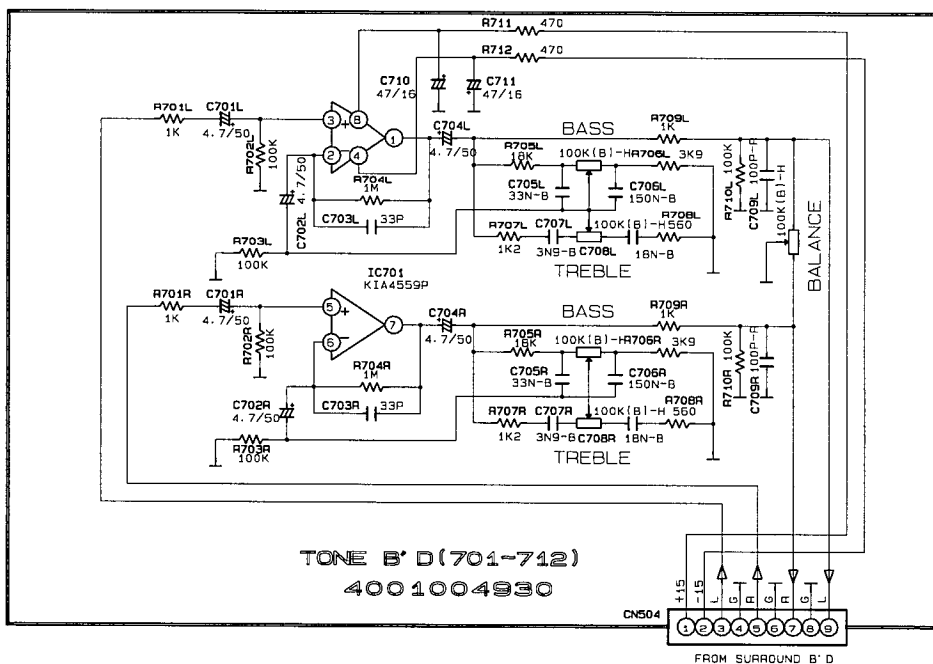 R711 470
R712 470
C710 47/16
C711 47/16
R701L 1K
C701L 4.7/50
R702L 100K
3 + 8 1
2 - 4
C704L 4.7/50
BASS
R709L 1K
R705L 18K
100K(B)-H
R706L 3K9
C705L 33N-B
C706L 150N-B
R710L 100K
C709L 100P-R
100K(B)-H
BALANCE
4.7/50
C702L
R704L 1M
C703L 33P
R703L 100K
R707L 1K2
C707L 3N9-B
100K(B)-H
C708L 18N-B
R708L 560
TREBLE
IC701
KIA4559P
R701R 1K
C701R 4.7/50
R702R 100K
5 + 7
6 -
C704R 4.7/50
BASS
R709R 1K
R705R 18K
100K(B)-H
R706R 3K9
C705R 33N-B
C706R 150N-B
R710R 100K
C709R 100P-R
R704R 1M
C703R 33P
C702R 4.7/50
R703R 100K
R707R 1K2
C707R 3N9-B
100K(B)-H
C708R 18N-B
R708R 560
TREBLE
TONE B'D(701~712)
4001004930
+15 -15 L G R G R G L
CN504
1 2 3 4 5 6 7 8 9
FROM SURROUND B'D